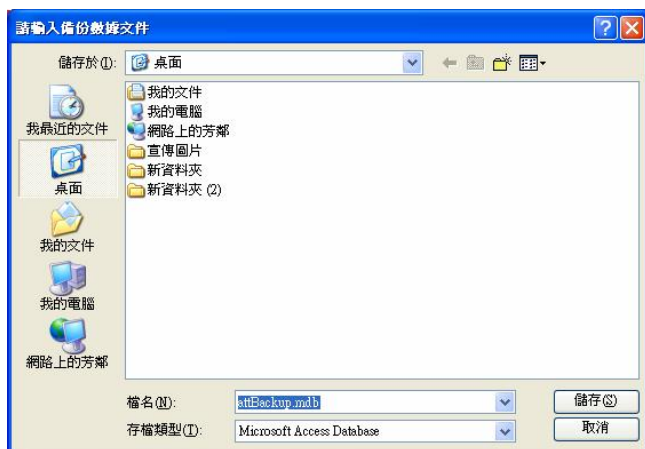 請輸入備份數據文件
儲存於(I):
桌面
我最近的文件
桌面
我的文件
我的電腦
網路上的芳鄰
我的文件
我的電腦
網路上的芳鄰
宣傳圖片
新資料夾
新資料夾 (2)
檔名(N):
attBackup.mdb
儲存(S)
存檔類型(T):
Microsoft Access Database
取消